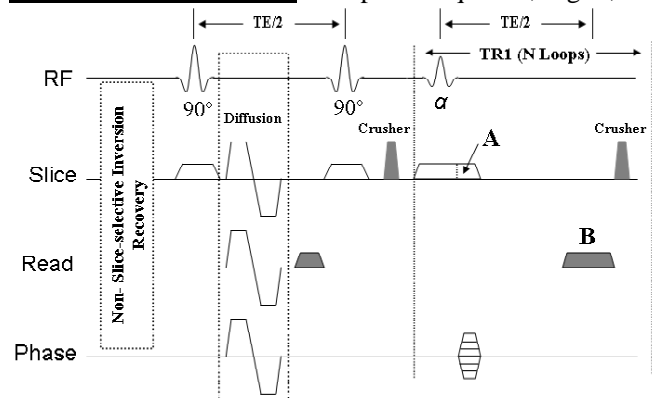 TE/2
TE/2
TR1 (N Loops)
RF
90°
90°
α
Diffusion
Crusher
A
Crusher
Slice
Non- Slice-selective Inversion
Recovery
B
Read
Phase